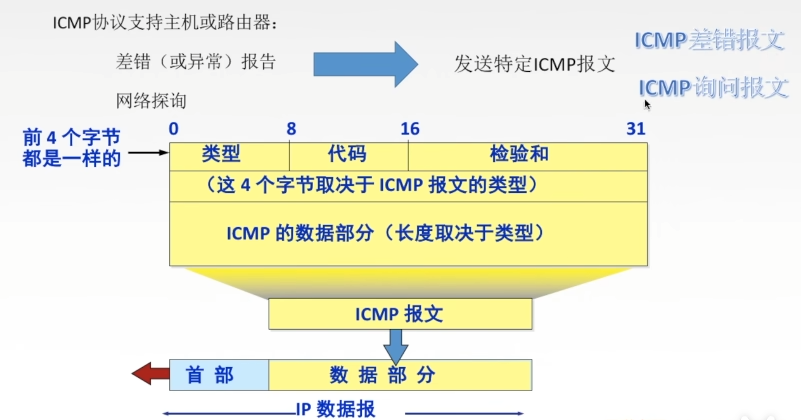 ICMP协议支持主机或路由器：
差错（或异常）报告
网络探询
发送特定ICMP报文
ICMP差错报文
ICMP询问报文
前 4 个字节
都是一样的
0 8 16 31
类型 代码 检验和
（这 4 个字节取决于 ICMP 报文的类型）
ICMP 的数据部分（长度取决于类型）
ICMP 报文
首 部 数 据 部 分
IP 数据报